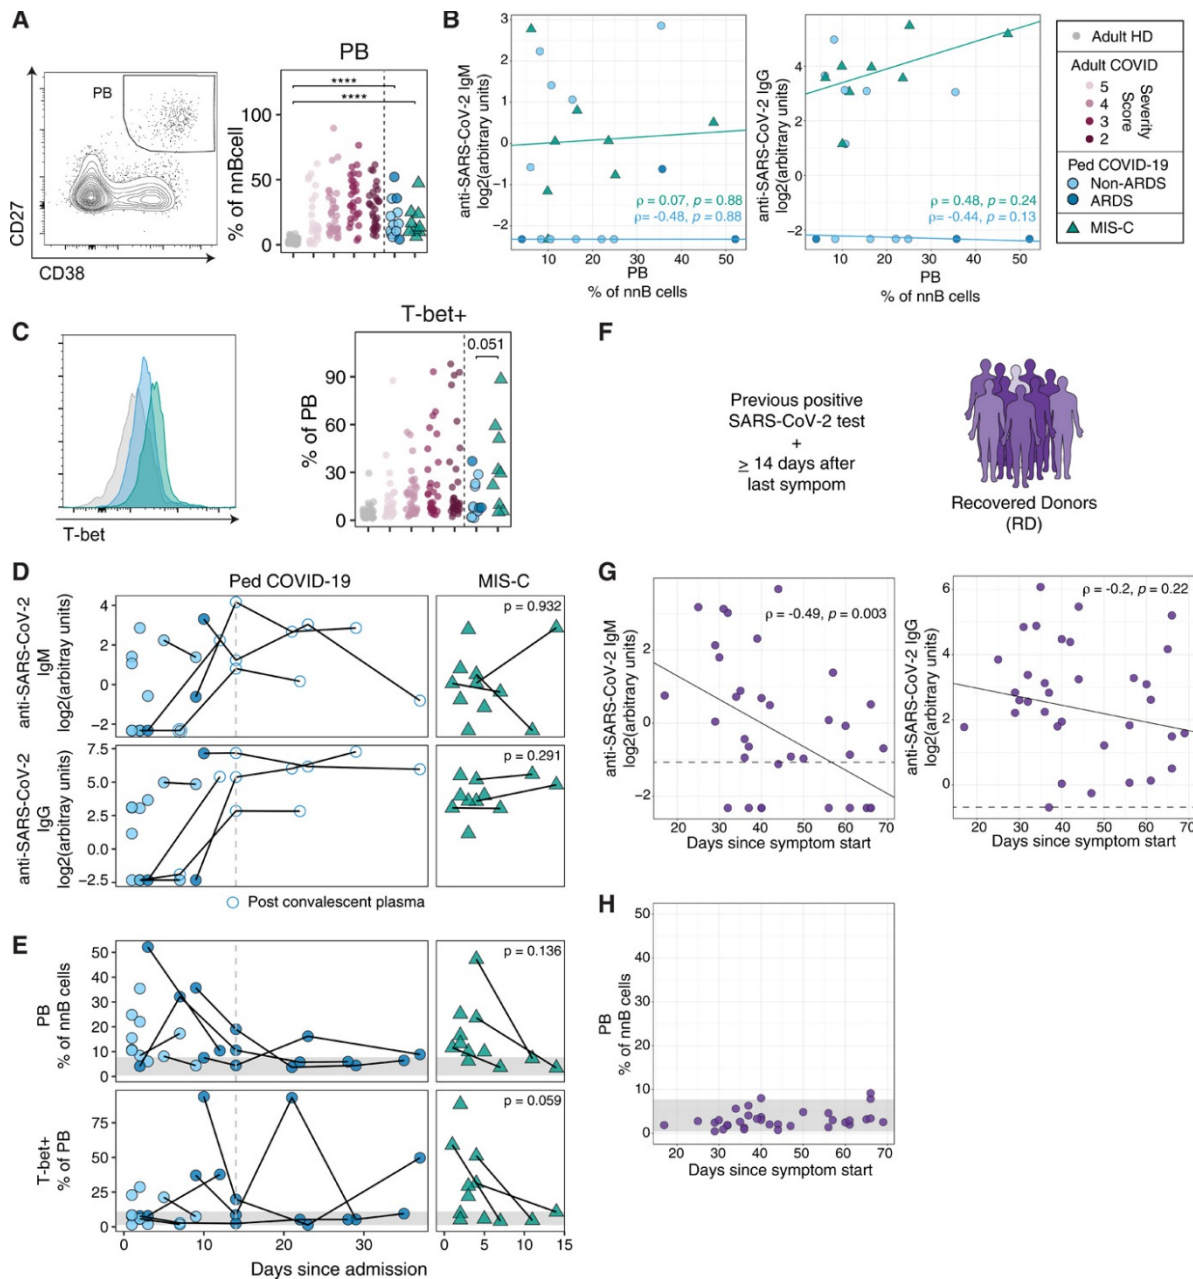 A
PB
CD27
CD38
PB
****
****
% of nnBcell
100
50
0
B
anti-SARS-CoV-2 IgM
log2(arbitrary units)
3
2
1
0
−1
−2
ρ = 0.07, p = 0.88
ρ= -0.48, p = 0.88
10 20 30 40 50
PB
% of nnB cells
anti-SARS-CoV-2 IgG
log2(arbitrary units)
4
2
0
−2
ρ = 0.48, p = 0.24
ρ= -0.44, p = 0.13
10 20 30 40 50
PB
% of nnB cells
Adult HD
Adult COVID
5
4
3
2
Severity
Score
Ped COVID-19
Non-ARDS
ARDS
MIS-C
C
T-bet
T-bet+
0.051
% of PB
90
60
30
0
F
Previous positive
SARS-CoV-2 test
+
≥ 14 days after
last sympom
Recovered Donors
(RD)
D
Ped COVID-19
MIS-C
anti-SARS-CoV-2
IgM
log2(arbitray units)
4
2
0
−2
p = 0.932
anti-SARS-CoV-2
IgG
log2(arbitrary units)
7.5
5.0
2.5
0.0
−2.5
p = 0.291
Post convalescent plasma
E
PB
% of nnB cells
50
40
30
20
10
0
p = 0.136
T-bet+
% of PB
75
50
25
0
p = 0.059
0 10 20 30
0 5 10 15
Days since admission
G
anti-SARS-CoV-2 IgM
log2(arbitrary units)
2
0
−2
ρ = -0.49, p = 0.003
20 30 40 50 60 70
Days since symptom start
anti-SARS-CoV-2 IgG
log2(arbitrary units)
6
4
2
0
ρ = -0.2, p = 0.22
20 30 40 50 60 70
Days since symptom start
H
PB
% of nnB cells
50
40
30
20
10
0
20 30 40 50 60 70
Days since symptom start